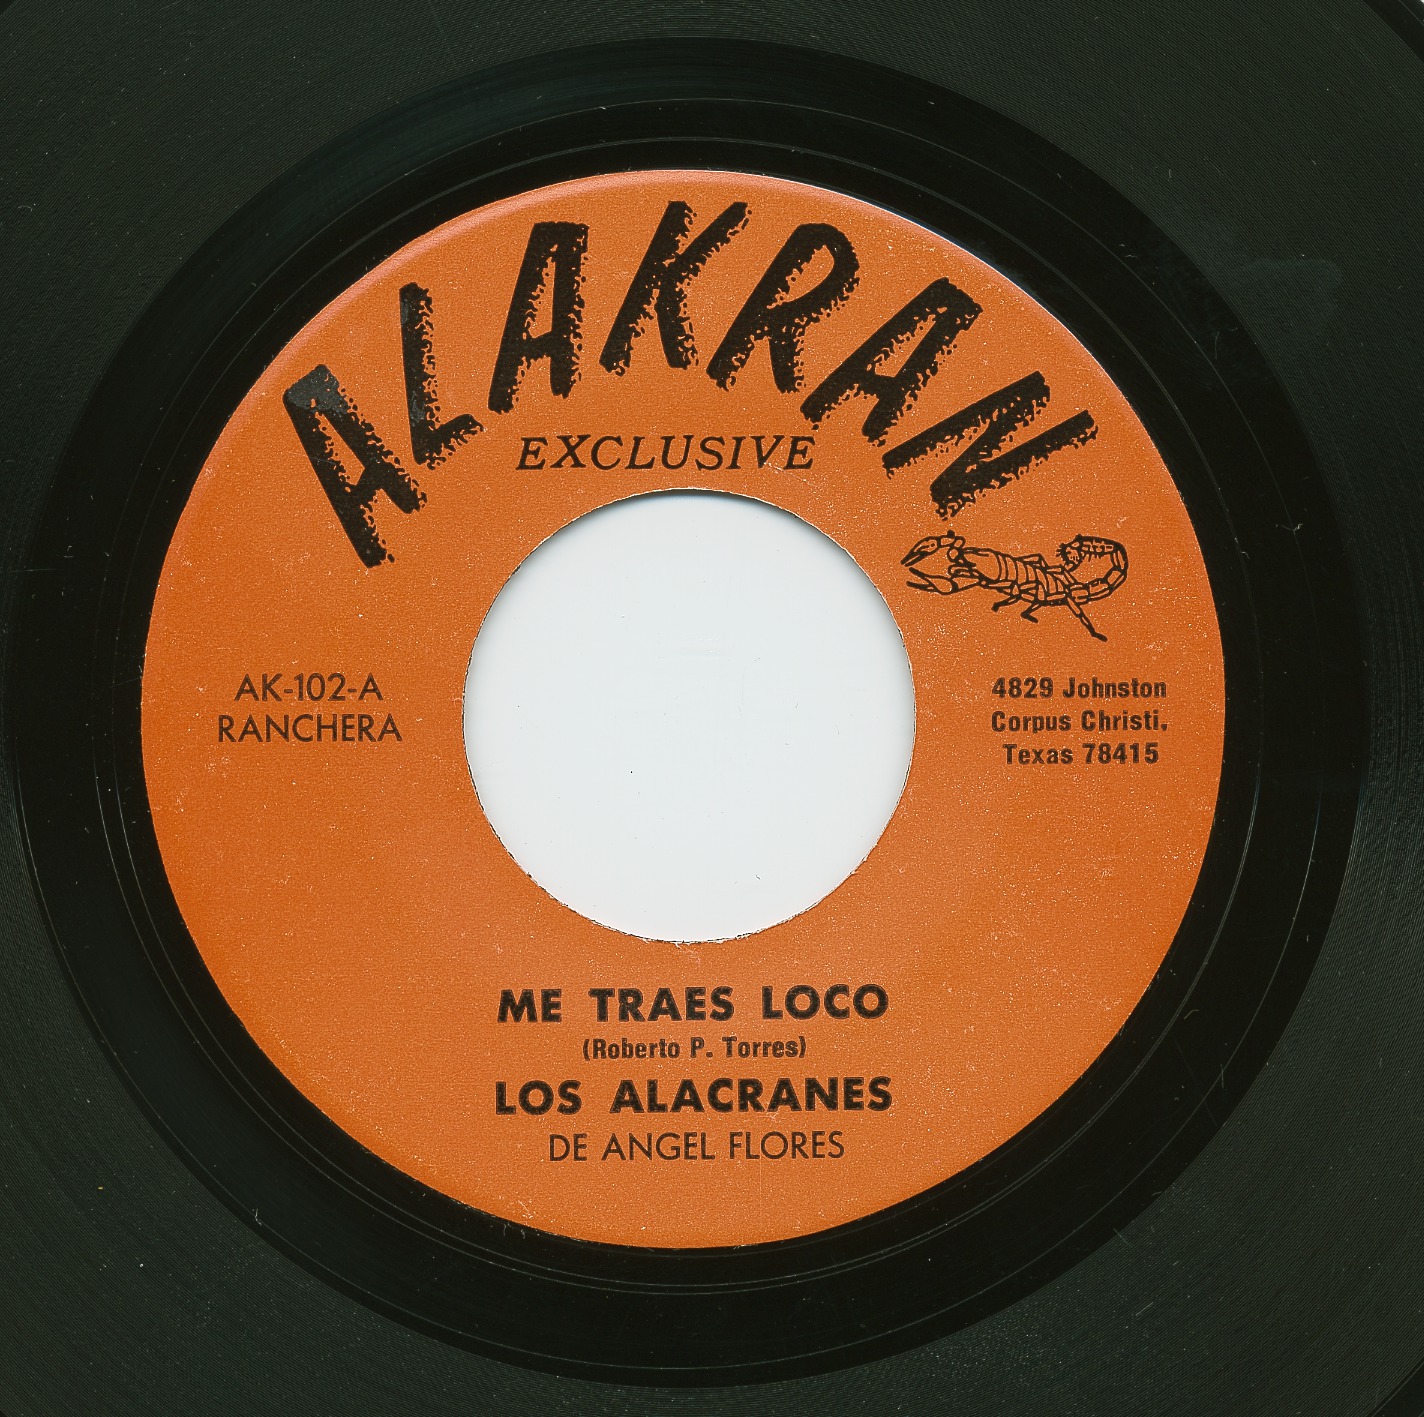 ALAKRAN
EXCLUSIVE
AK-102-A
RANCHERA
4829 Johnston
Corpus Christi,
Texas 78415
ME TRAES LOCO
(Roberto P. Torres)
LOS ALACRANES
DE ANGEL FLORES